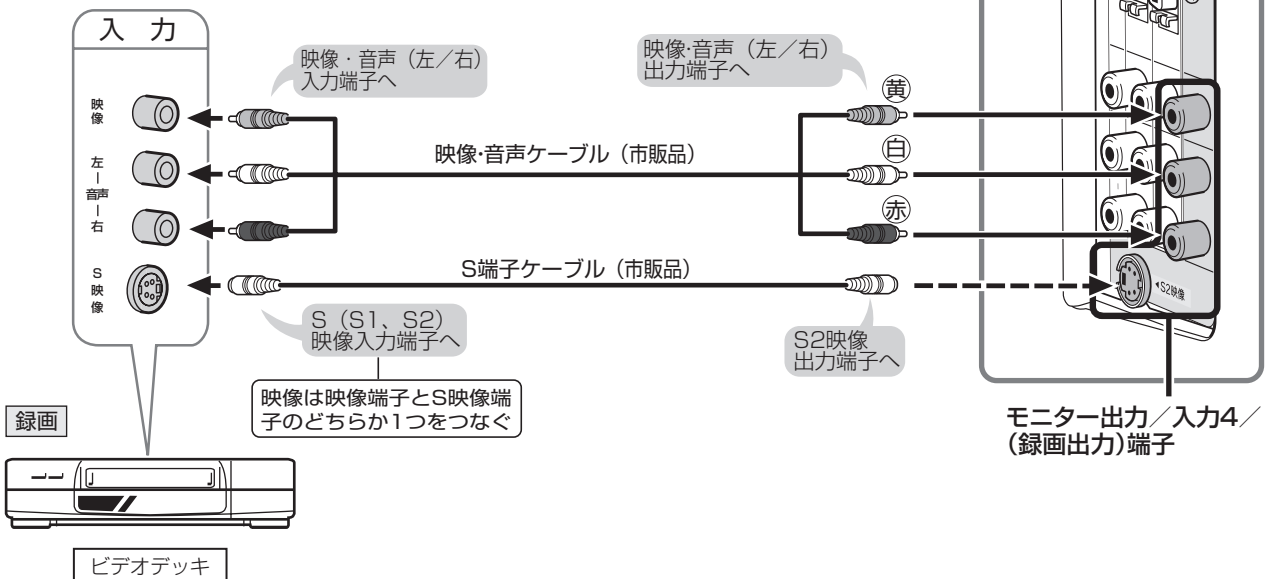 入 力
映像
左ー音声ー右
S映像
映像・音声（左／右）
入力端子へ
映像・音声（左／右）
出力端子へ
黄
白
赤
映像・音声ケーブル（市販品）
S端子ケーブル（市販品）
S（S1、S2）
映像入力端子へ
S2映像
出力端子へ
◂S2映像
映像は映像端子とS映像端
子のどちらか1つをつなぐ
モニター出力／入力4／
（録画出力）端子
録画
ビデオデッキ